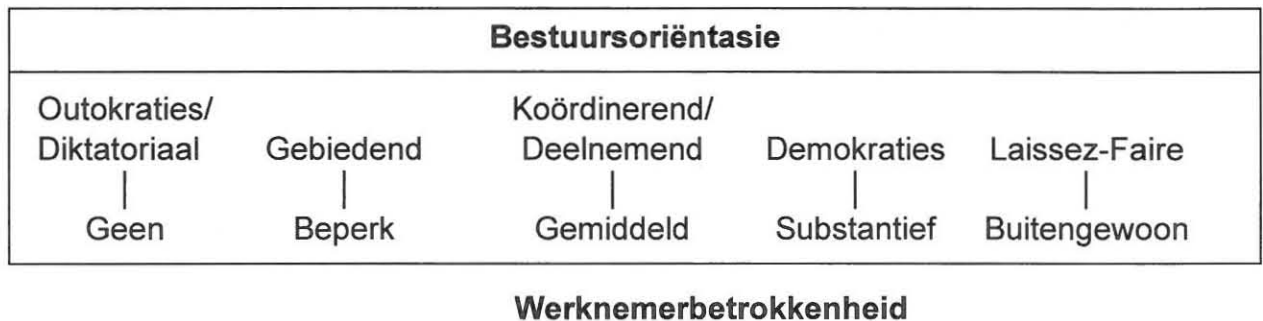 Bestuursoriëntasie
Outokraties/ Koördinerend/
Diktatoriaal Gebiedend Deelnemend Demokraties Laissez-Faire
Geen Beperk Gemiddeld Substantief Buitengewoon
Werknemerbetrokkenheid